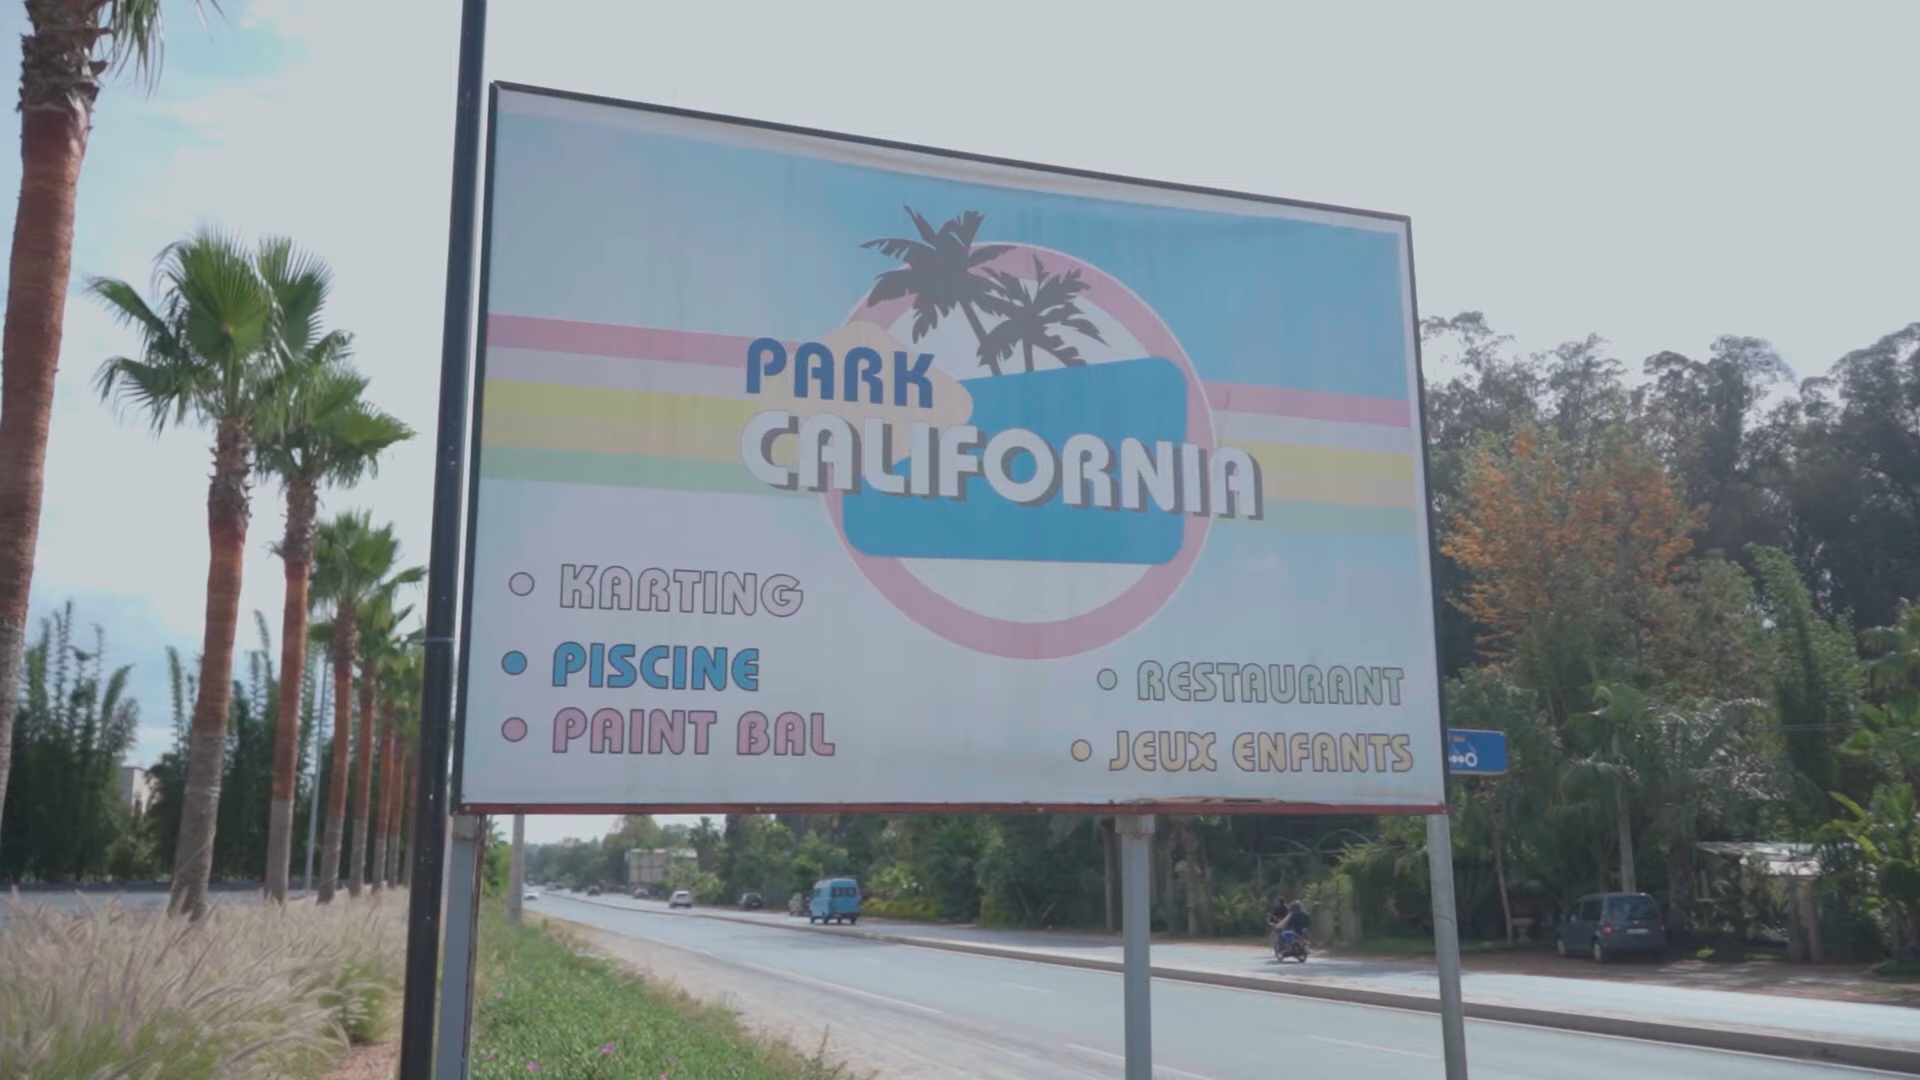 PARK
CALIFORNIA
• KARTING
• PISCINE
• PAINT BAL
• RESTAURANT
• JEUX ENFANTS